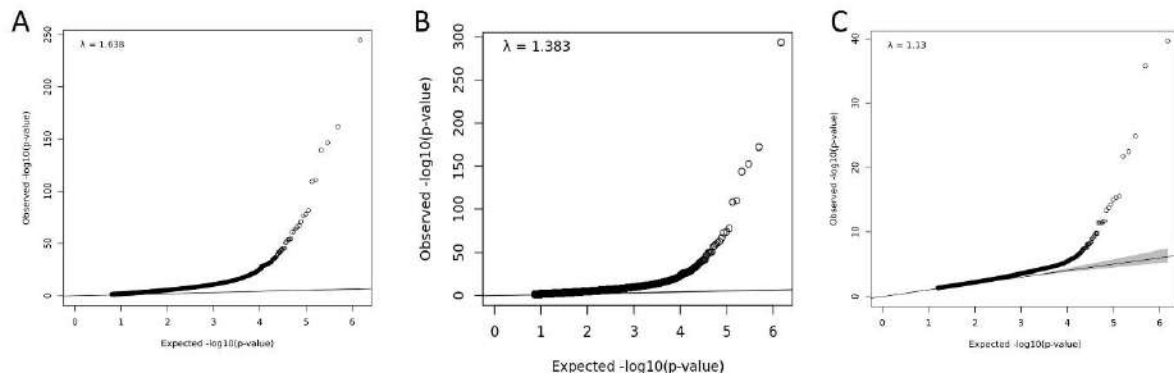 A
λ = 1.638
250
200
150
100
50
0
Observed -log10(p-value)
0 1 2 3 4 5 6
Expected -log10(p-value)
B
λ = 1.383
300
250
200
150
100
50
0
Observed -log10(p-value)
0 1 2 3 4 5 6
Expected -log10(p-value)
C
λ = 1.13
40
30
20
10
0
Observed -log10(p-value)
0 1 2 3 4 5 6
Expected -log10(p-value)